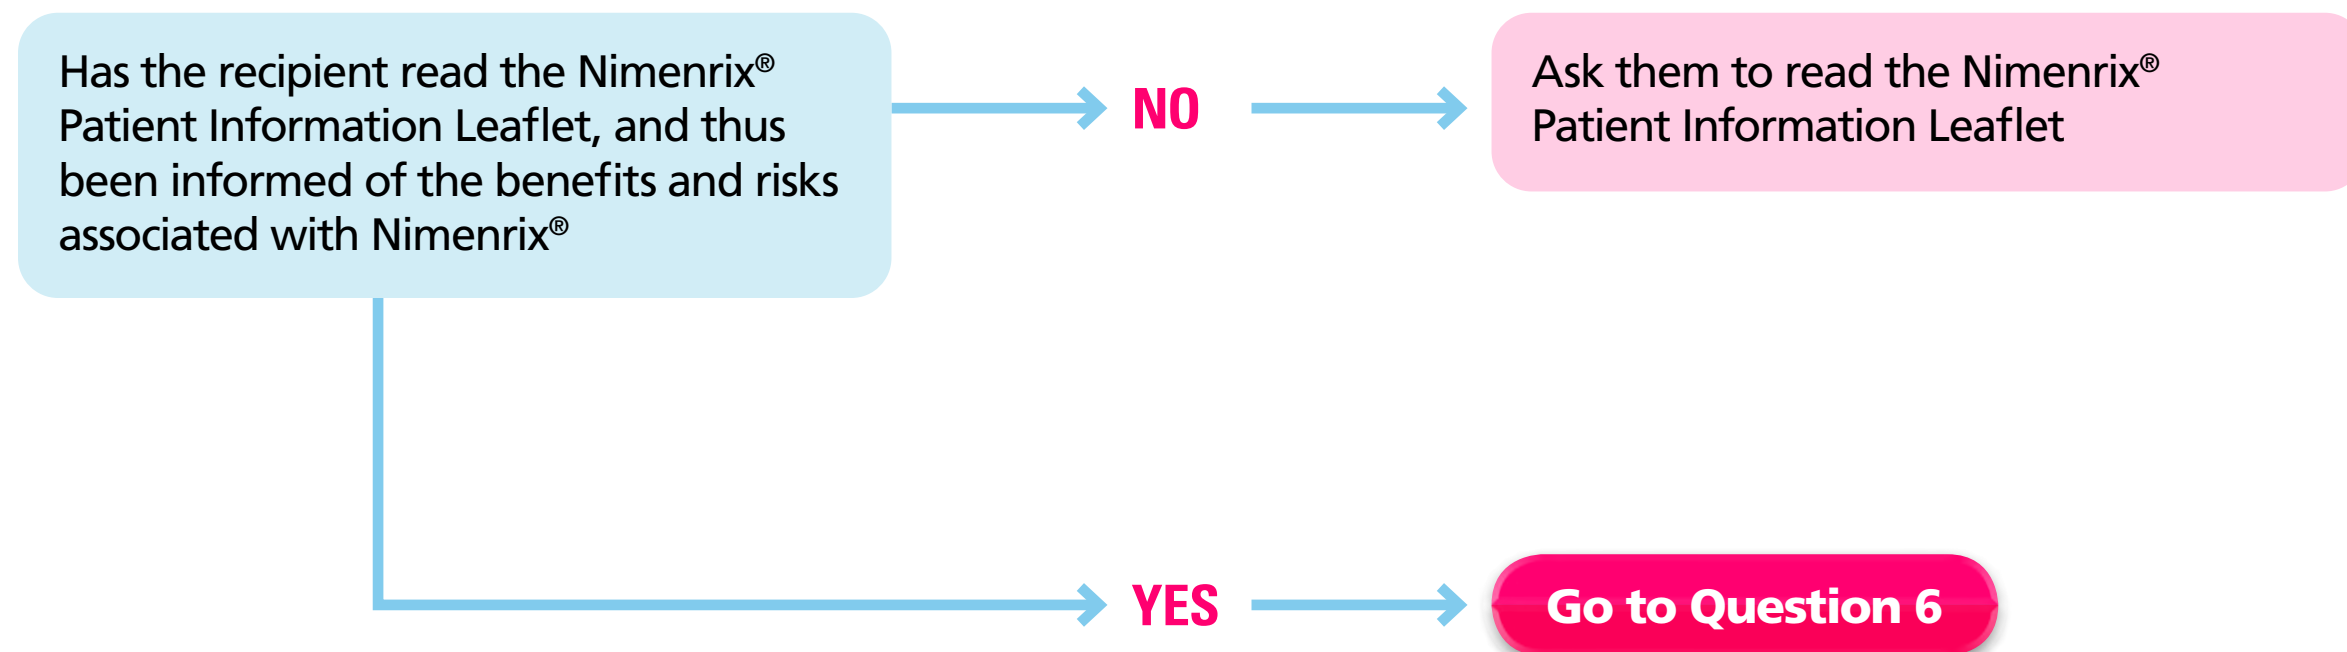 Has the recipient read the Nimenrix®
Patient Information Leaflet, and thus
been informed of the benefits and risks
associated with Nimenrix®
NO
Ask them to read the Nimenrix®
Patient Information Leaflet
YES
Go to Question 6